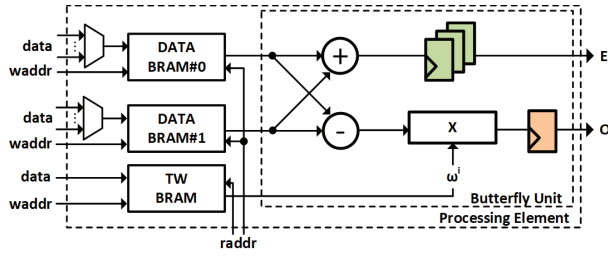 data
waddr
DATA
BRAM#0
+
E
data
waddr
DATA
BRAM#1
-
X
O
data
waddr
TW
BRAM
ωⁱ
Butterfly Unit
Processing Element
raddr